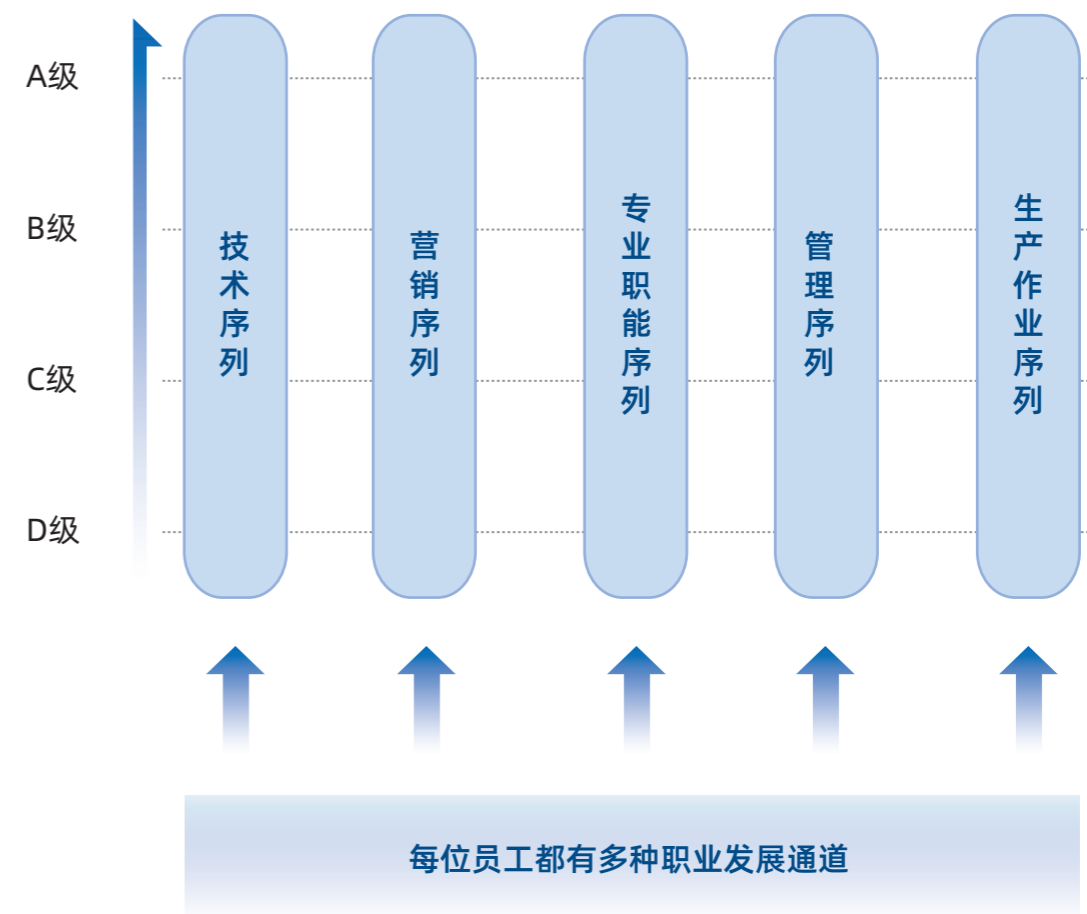 A级
B级
C级
D级
技术序列
营销序列
专业职能序列
管理序列
生产作业序列
每位员工都有多种职业发展通道